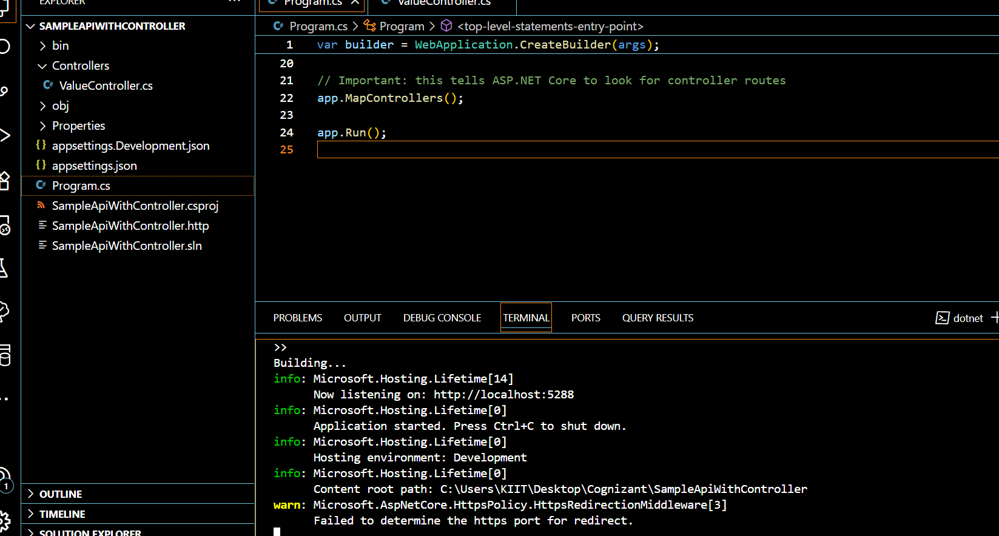 EXPLORER
SAMPLEAPIWITHCONTROLLER
bin
Controllers
C# ValueController.cs
obj
Properties
{} appsettings.Development.json
{} appsettings.json
C# Program.cs
SampleApiWithController.csproj
SampleApiWithController.http
SampleApiWithController.sln
OUTLINE
TIMELINE
SOLUTION EXPLORER
1
C# Program.cs
C# ValueController.cs
C# Program.cs > Program > <top-level-statements-entry-point>
1 var builder = WebApplication.CreateBuilder(args);
20
21 // Important: this tells ASP.NET Core to look for controller routes
22 app.MapControllers();
23
24 app.Run();
25
PROBLEMS OUTPUT DEBUG CONSOLE TERMINAL PORTS QUERY RESULTS
dotnet
>>
Building...
info: Microsoft.Hosting.Lifetime[14]
Now listening on: http://localhost:5288
info: Microsoft.Hosting.Lifetime[0]
Application started. Press Ctrl+C to shut down.
info: Microsoft.Hosting.Lifetime[0]
Hosting environment: Development
info: Microsoft.Hosting.Lifetime[0]
Content root path: C:\Users\KIIT\Desktop\Cognizant\SampleApiWithController
warn: Microsoft.AspNetCore.HttpsPolicy.HttpsRedirectionMiddleware[3]
Failed to determine the https port for redirect.